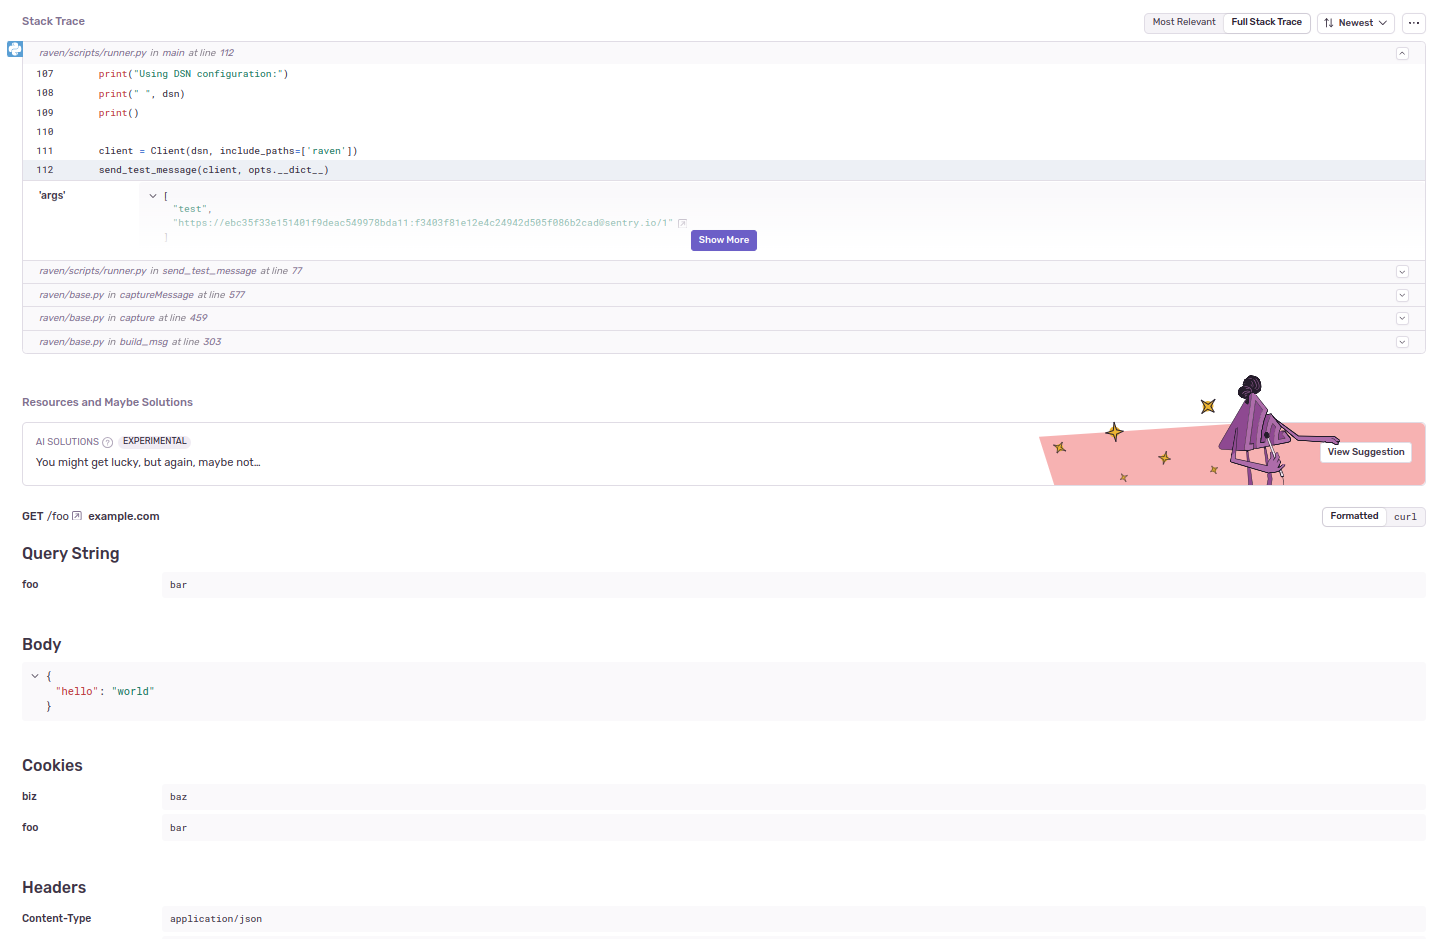 Stack Trace
Most Relevant Full Stack Trace Newest
raven/scripts/runner.py in main at line 112
107 print("Using DSN configuration:")
108 print(" ", dsn)
109 print()
110
111 client = Client(dsn, include_paths=['raven'])
112 send_test_message(client, opts.__dict__)
'args' [
"test",
"https://ebc35f33e151401f9deac549978bda11:f3403f81e12e4c24942d505f086b2cad@sentry.io/1"
]
Show More
raven/scripts/runner.py in send_test_message at line 77
raven/base.py in captureMessage at line 577
raven/base.py in capture at line 459
raven/base.py in build_msg at line 303
Resources and Maybe Solutions
AI SOLUTIONS ? EXPERIMENTAL
You might get lucky, but again, maybe not…
View Suggestion
GET /foo example.com
Formatted curl
Query String
foo bar
Body
{
"hello": "world"
}
Cookies
biz baz
foo bar
Headers
Content-Type application/json